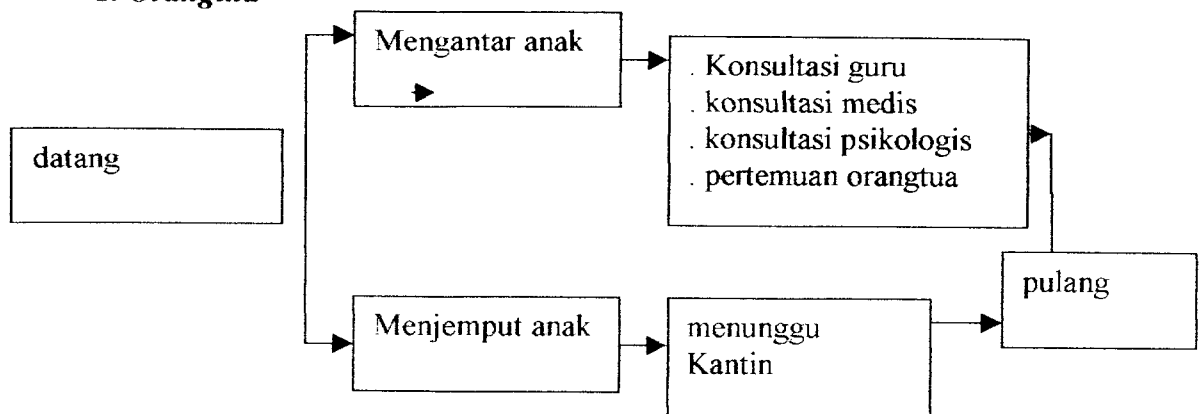 Mengantar anak
. Konsultasi guru
. konsultasi medis
. konsultasi psikologis
. pertemuan orangtua
datang
pulang
Menjemput anak
menunggu
Kantin